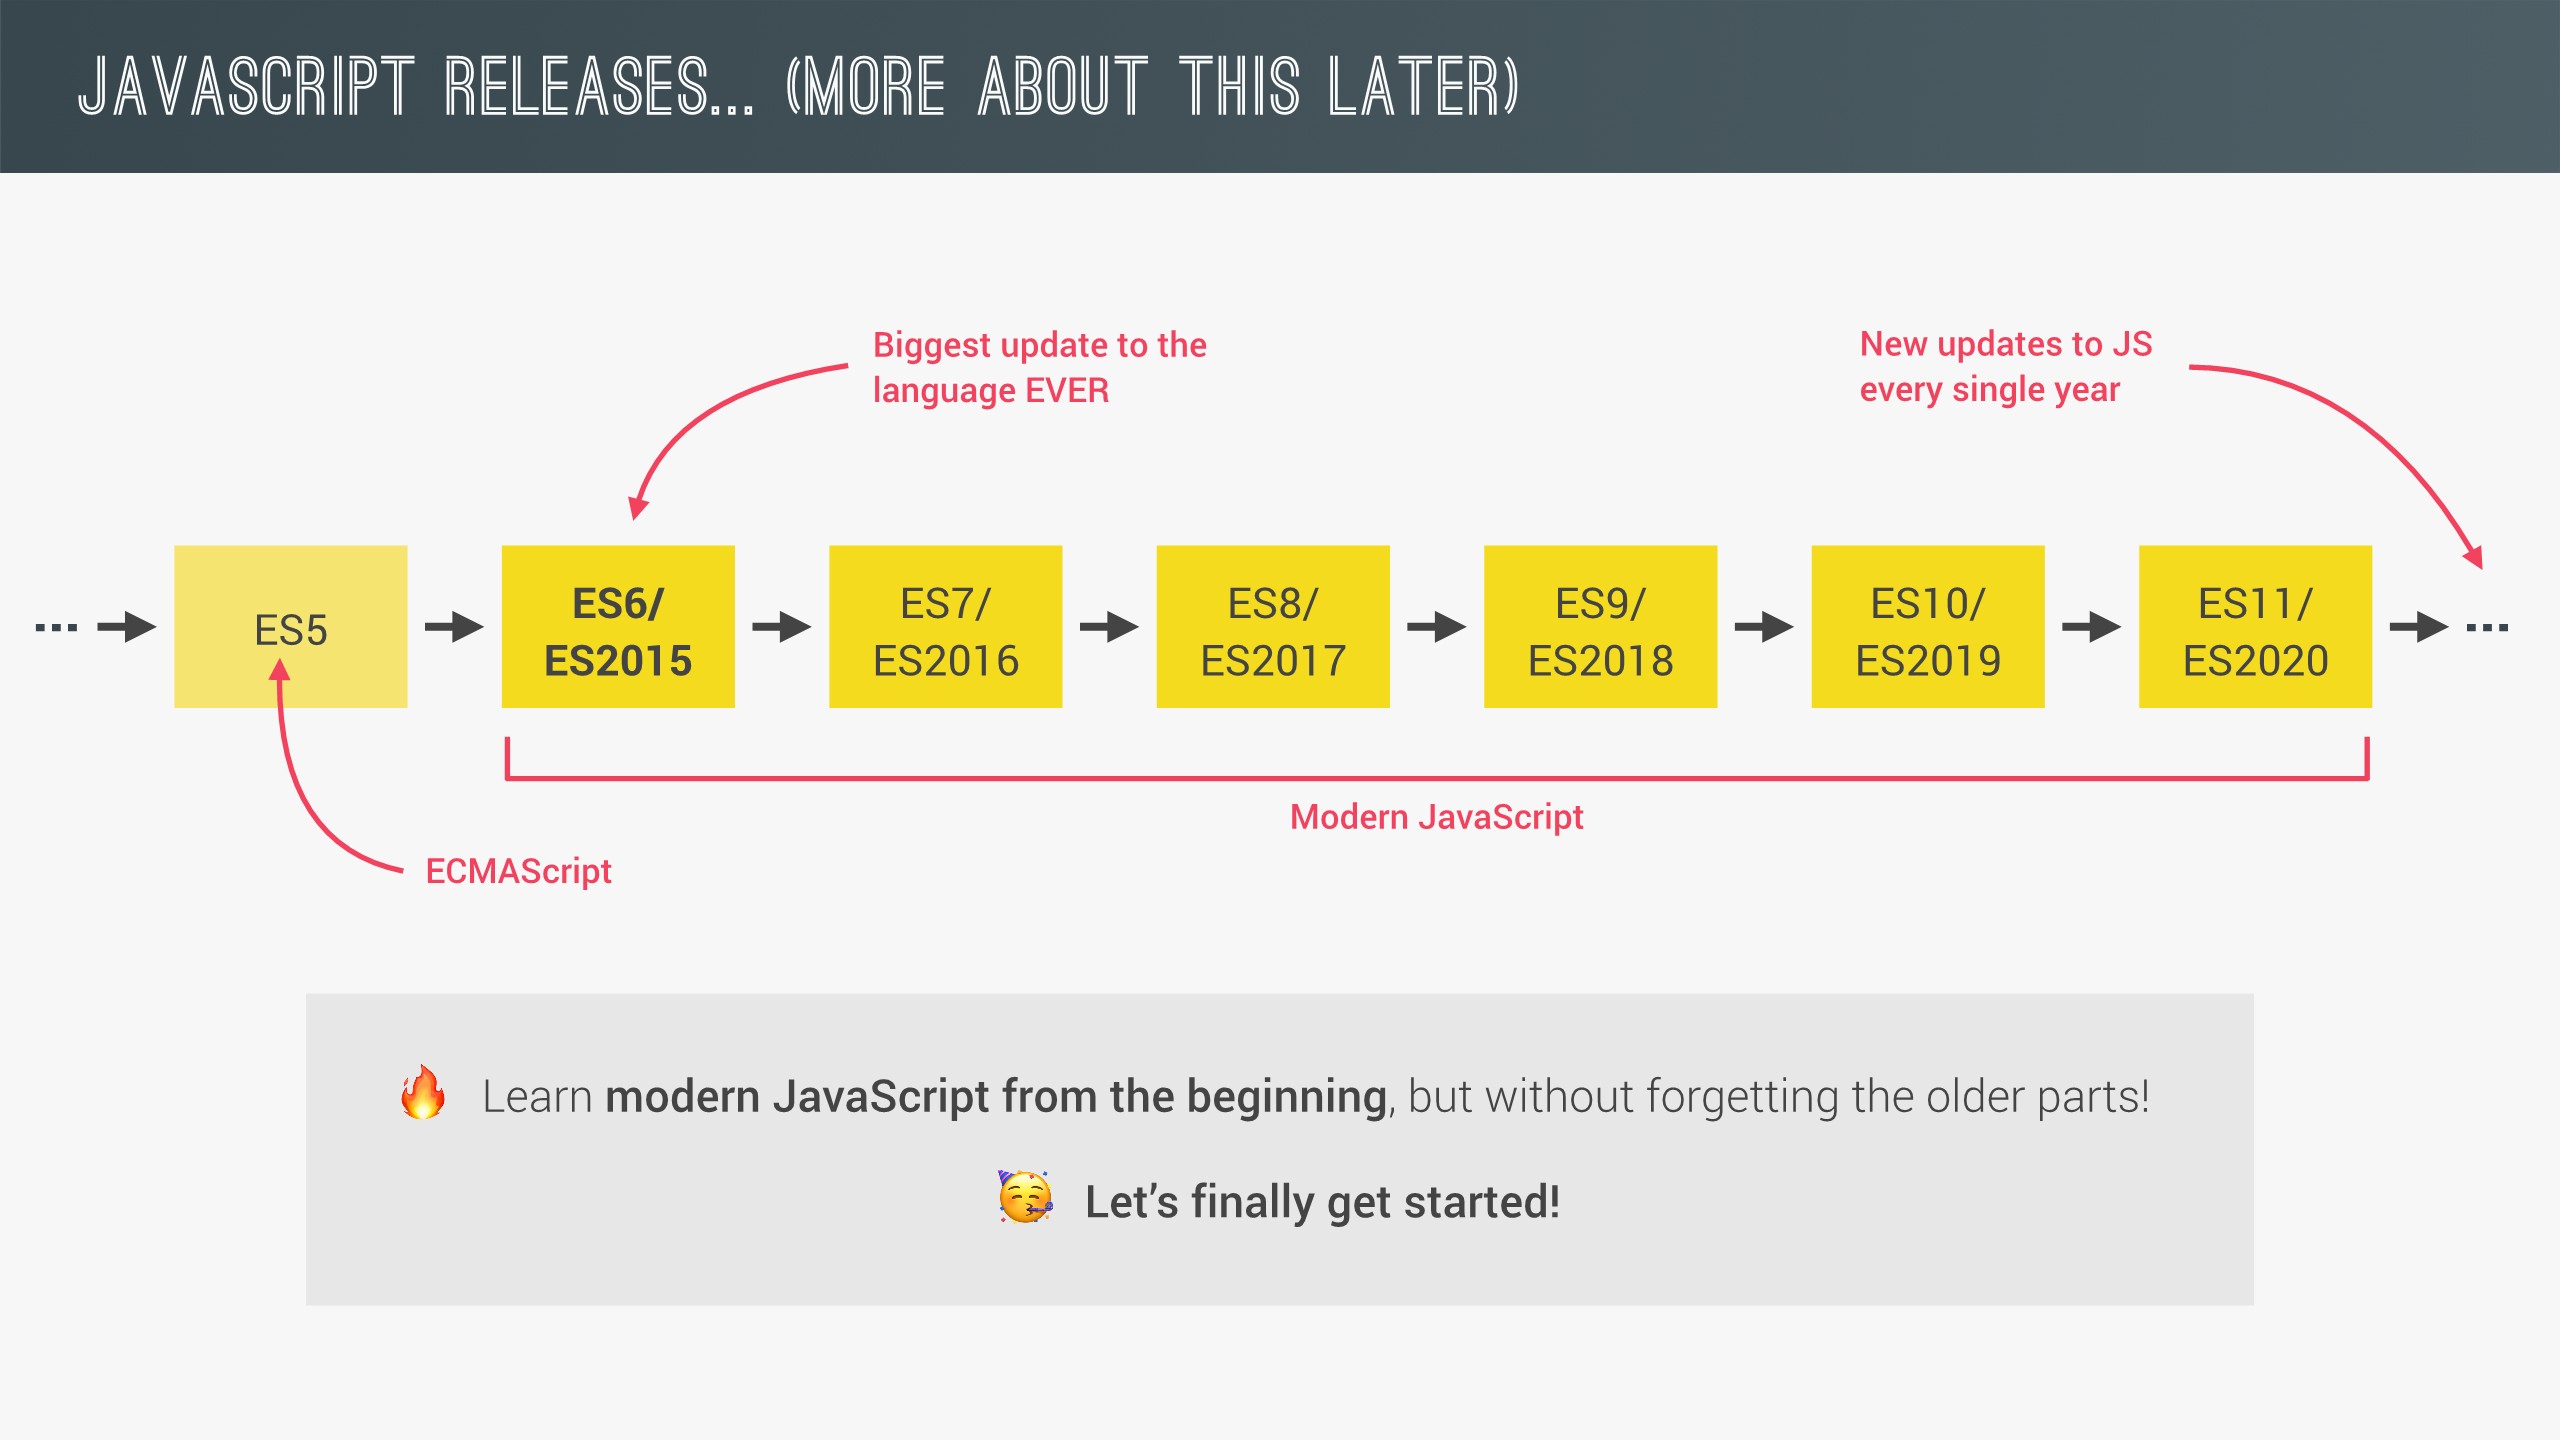 JAVASCRIPT RELEASES... (MORE ABOUT THIS LATER)
Biggest update to the
language EVER
New updates to JS
every single year
... ES5 ...
ES6/
ES2015
ES7/
ES2016
ES8/
ES2017
ES9/
ES2018
ES10/
ES2019
ES11/
ES2020
Modern JavaScript
ECMAScript
🔥 Learn modern JavaScript from the beginning, but without forgetting the older parts!
🥳 Let’s finally get started!